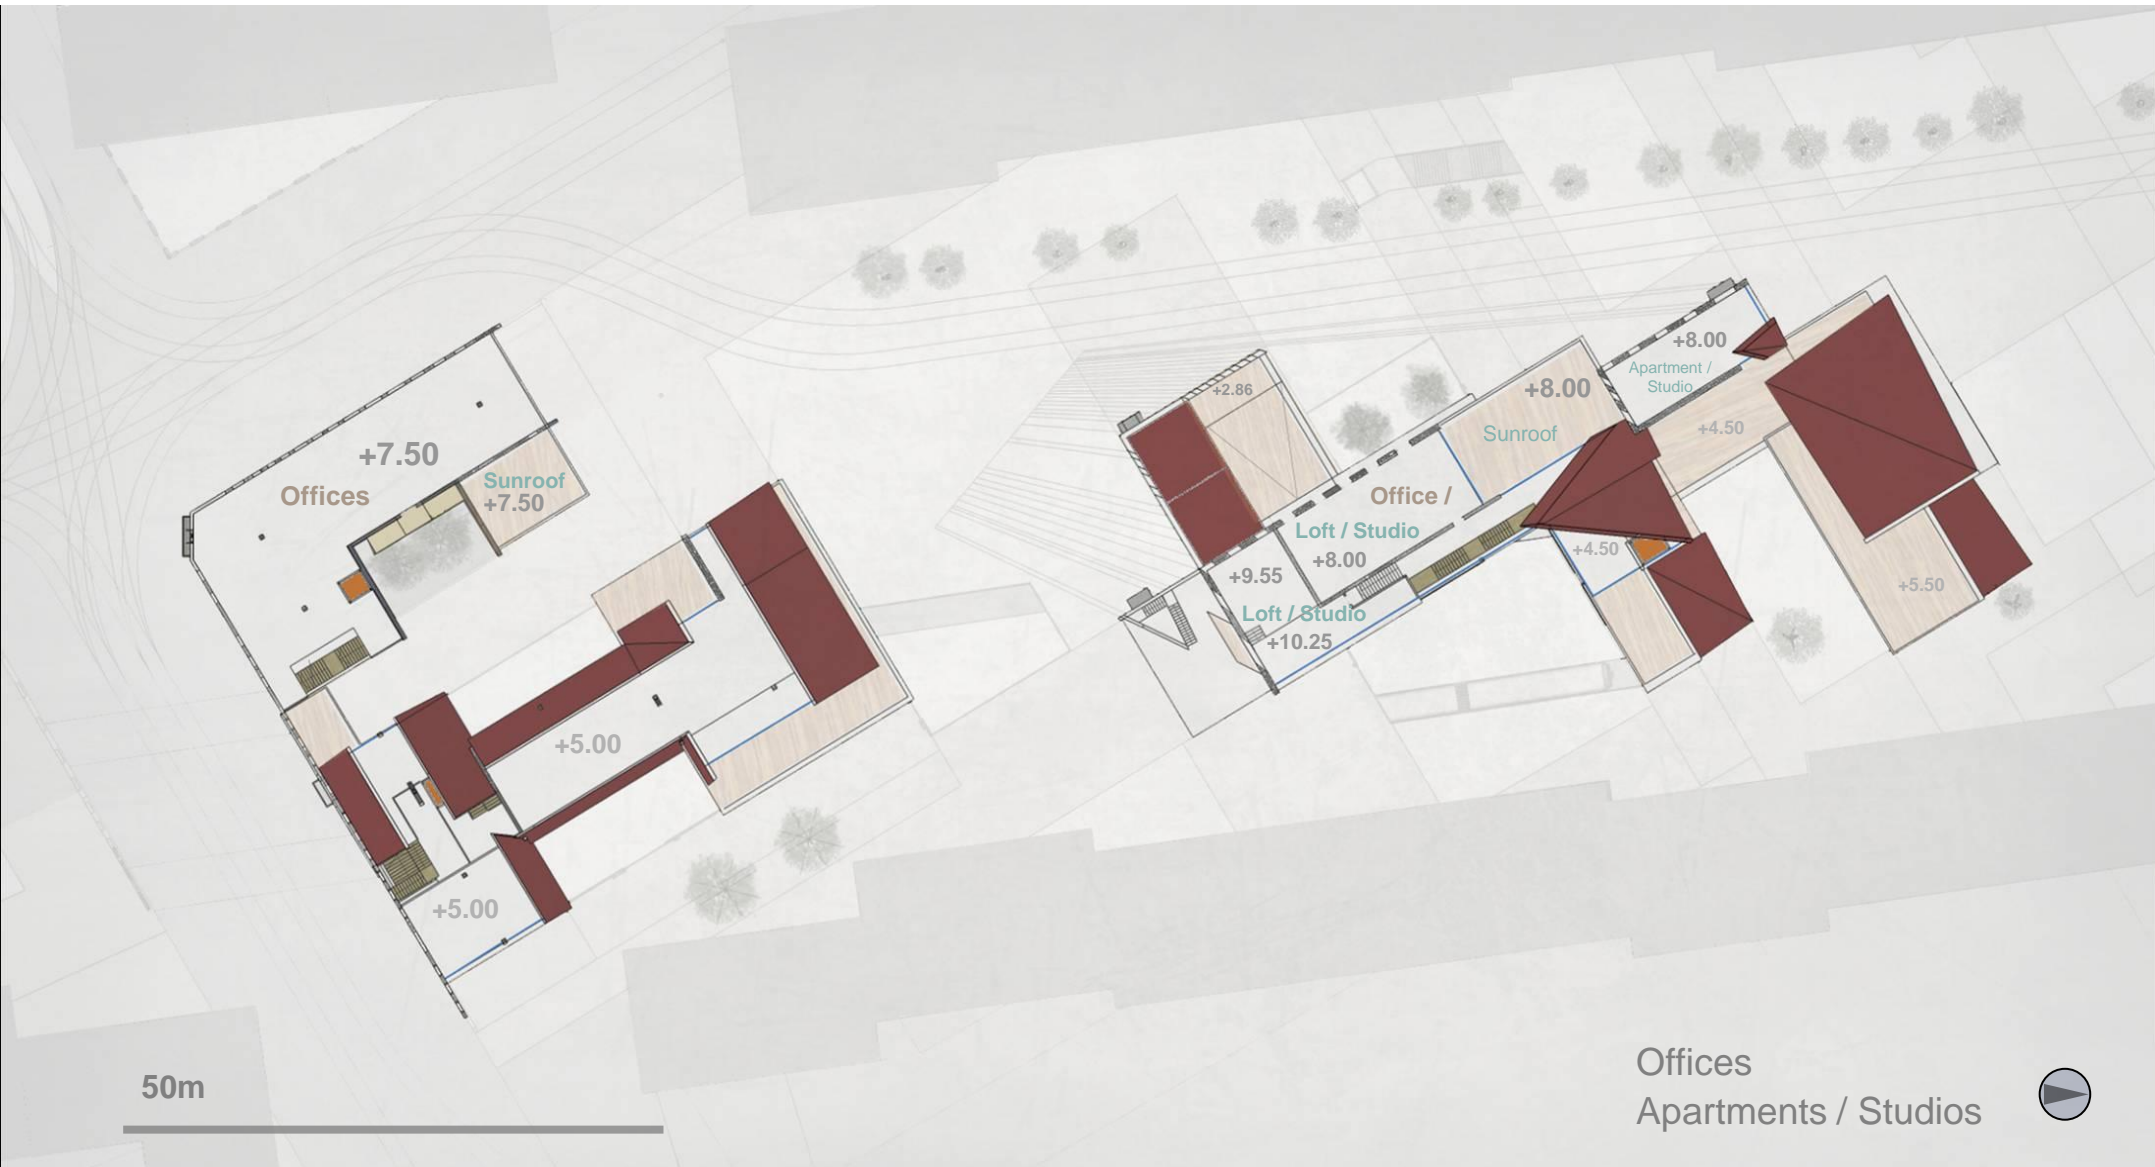 +2.86
+8.00
Apartment /
Studio
+8.00
Sunroof
+4.50
+7.50
Offices
Sunroof
+7.50
Office /
Loft / Studio
+8.00
+4.50
+9.55
Loft / Studio
+10.25
+5.50
+5.00
+5.00
50m
Offices
Apartments / Studios